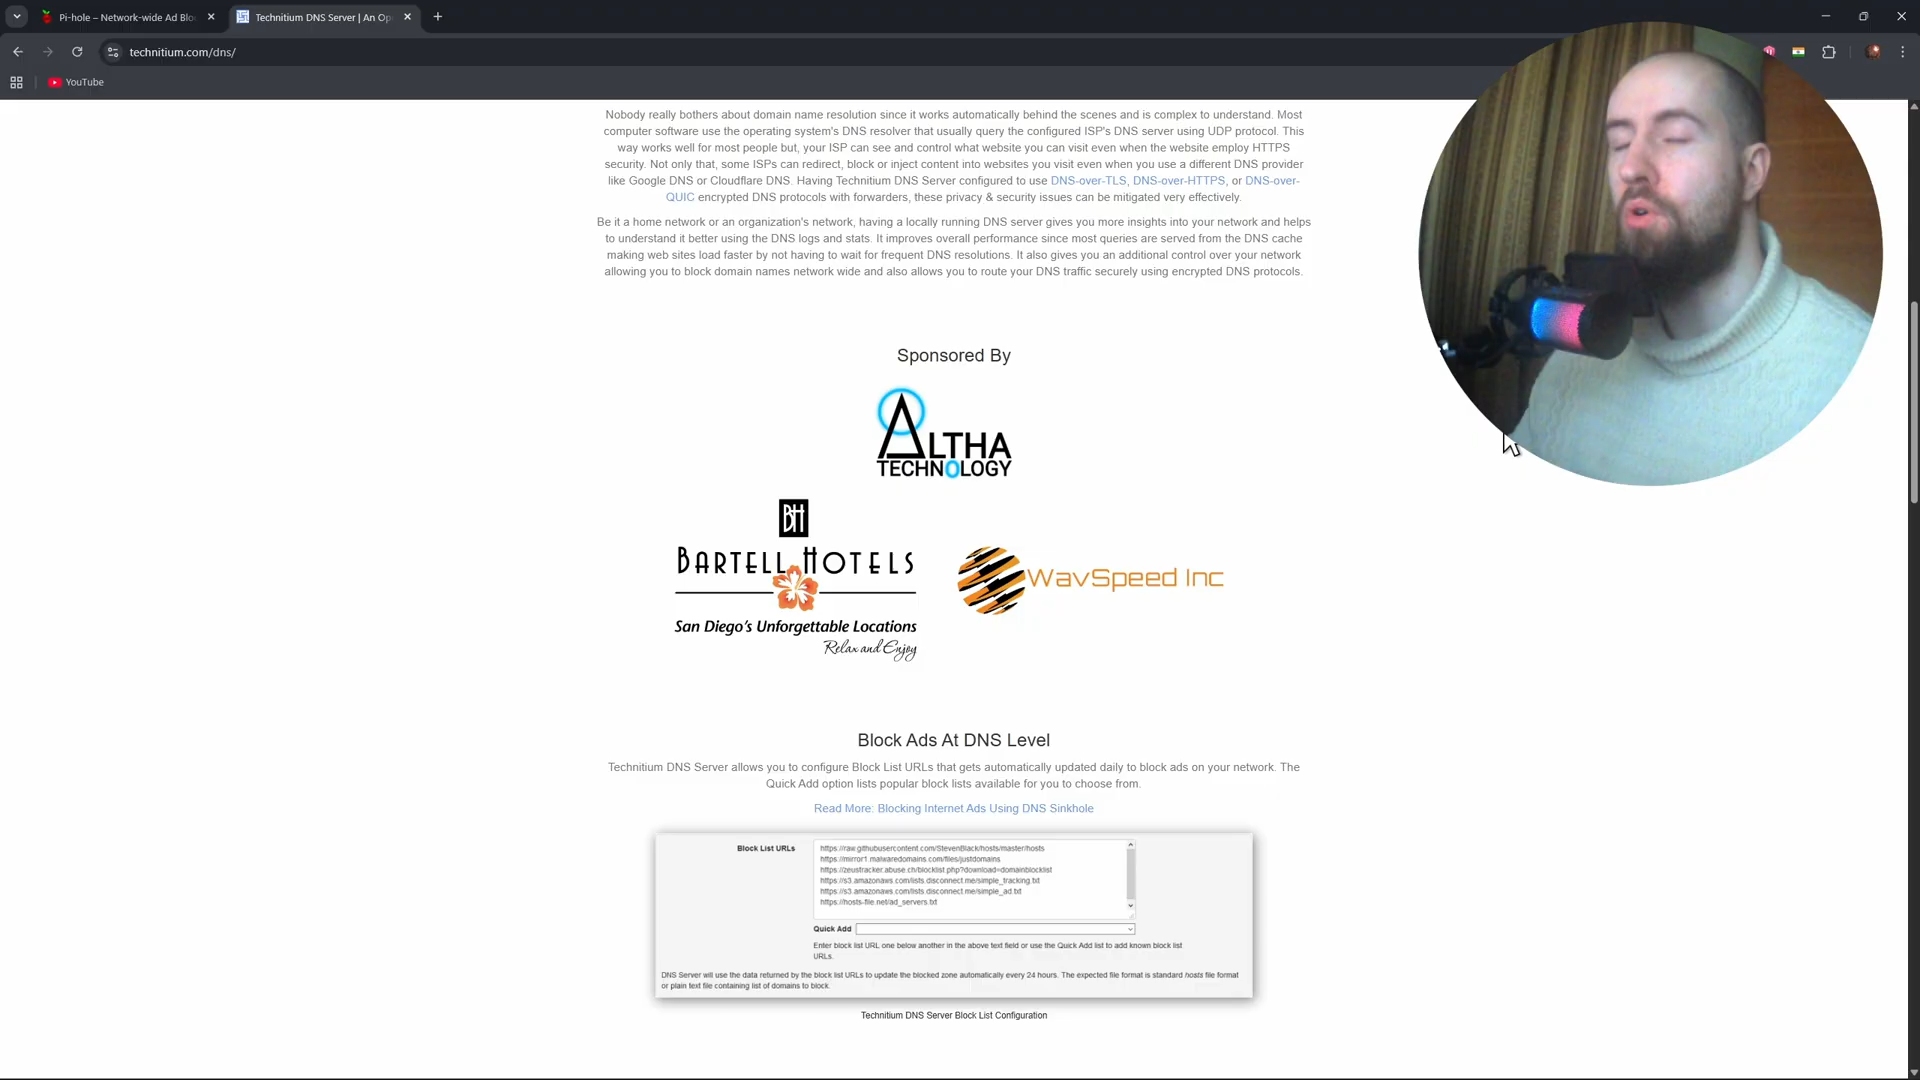 Pi-hole – Network-wide Ad Blo
Technitium DNS Server | An Op
technitium.com/dns/
YouTube
Nobody really bothers about domain name resolution since it works automatically behind the scenes and is complex to understand. Most
computer software use the operating system's DNS resolver that usually query the configured ISP's DNS server using UDP protocol. This
way works well for most people but, your ISP can see and control what website you can visit even when the website employ HTTPS
security. Not only that, some ISPs can redirect, block or inject content into websites you visit even when you use a different DNS provider
like Google DNS or Cloudflare DNS. Having Technitium DNS Server configured to use DNS-over-TLS, DNS-over-HTTPS, or DNS-over-
QUIC encrypted DNS protocols with forwarders, these privacy & security issues can be mitigated very effectively.
Be it a home network or an organization's network, having a locally running DNS server gives you more insights into your network and helps
to understand it better using the DNS logs and stats. It improves overall performance since most queries are served from the DNS cache
making web sites load faster by not having to wait for frequent DNS resolutions. It also gives you an additional control over your network
allowing you to block domain names network wide and also allows you to route your DNS traffic securely using encrypted DNS protocols.
Sponsored By
ALTHA
TECHNOLOGY
BH
BARTELL HOTELS
San Diego's Unforgettable Locations
Relax and Enjoy
WavSpeed Inc
Block Ads At DNS Level
Technitium DNS Server allows you to configure Block List URLs that gets automatically updated daily to block ads on your network. The
Quick Add option lists popular block lists available for you to choose from.
Read More: Blocking Internet Ads Using DNS Sinkhole
Block List URLs
https://raw.githubusercontent.com/StevenBlack/hosts/master/hosts
https://mirror1.malwaredomains.com/files/justdomains
https://zeustracker.abuse.ch/blocklist.php?download=domainblocklist
https://s3.amazonaws.com/lists.disconnect.me/simple_tracking.txt
https://s3.amazonaws.com/lists.disconnect.me/simple_ad.txt
https://hosts-file.net/ad_servers.txt
Quick Add
Enter block list URL one below another in the above text field or use the Quick Add list to add known block list
URLs.
DNS Server will use the data returned by the block list URLs to update the blocked zone automatically every 24 hours. The expected file format is standard hosts file format
or plain text file containing list of domains to block.
Technitium DNS Server Block List Configuration